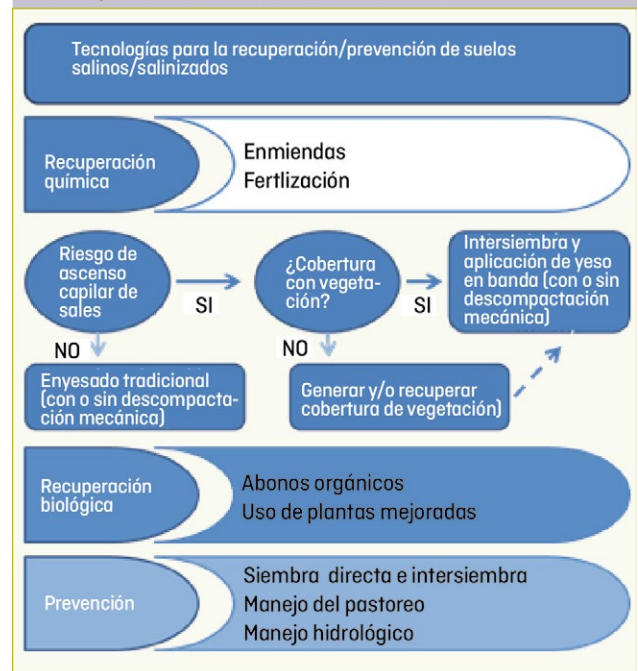 Tecnologías para la recuperación/prevención de suelos
salinos/salinizados
Recuperación
química
Enmiendas
Fertlización
Riesgo de
ascenso
capilar de
sales
SI
¿Cobertura
con vegeta-
ción?
SI
Intersiembra y
aplicación de yeso
en banda (con o sin
descompactación
mecánica)
NO
Enyesado tradicional
(con o sin descompacta-
ción mecánica)
NO
Generar y/o recuperar
cobertura de vegetación)
Recuperación
biológica
Abonos orgánicos
Uso de plantas mejoradas
Prevención
Siembra directa e intersiembra
Manejo del pastoreo
Manejo hidrológico